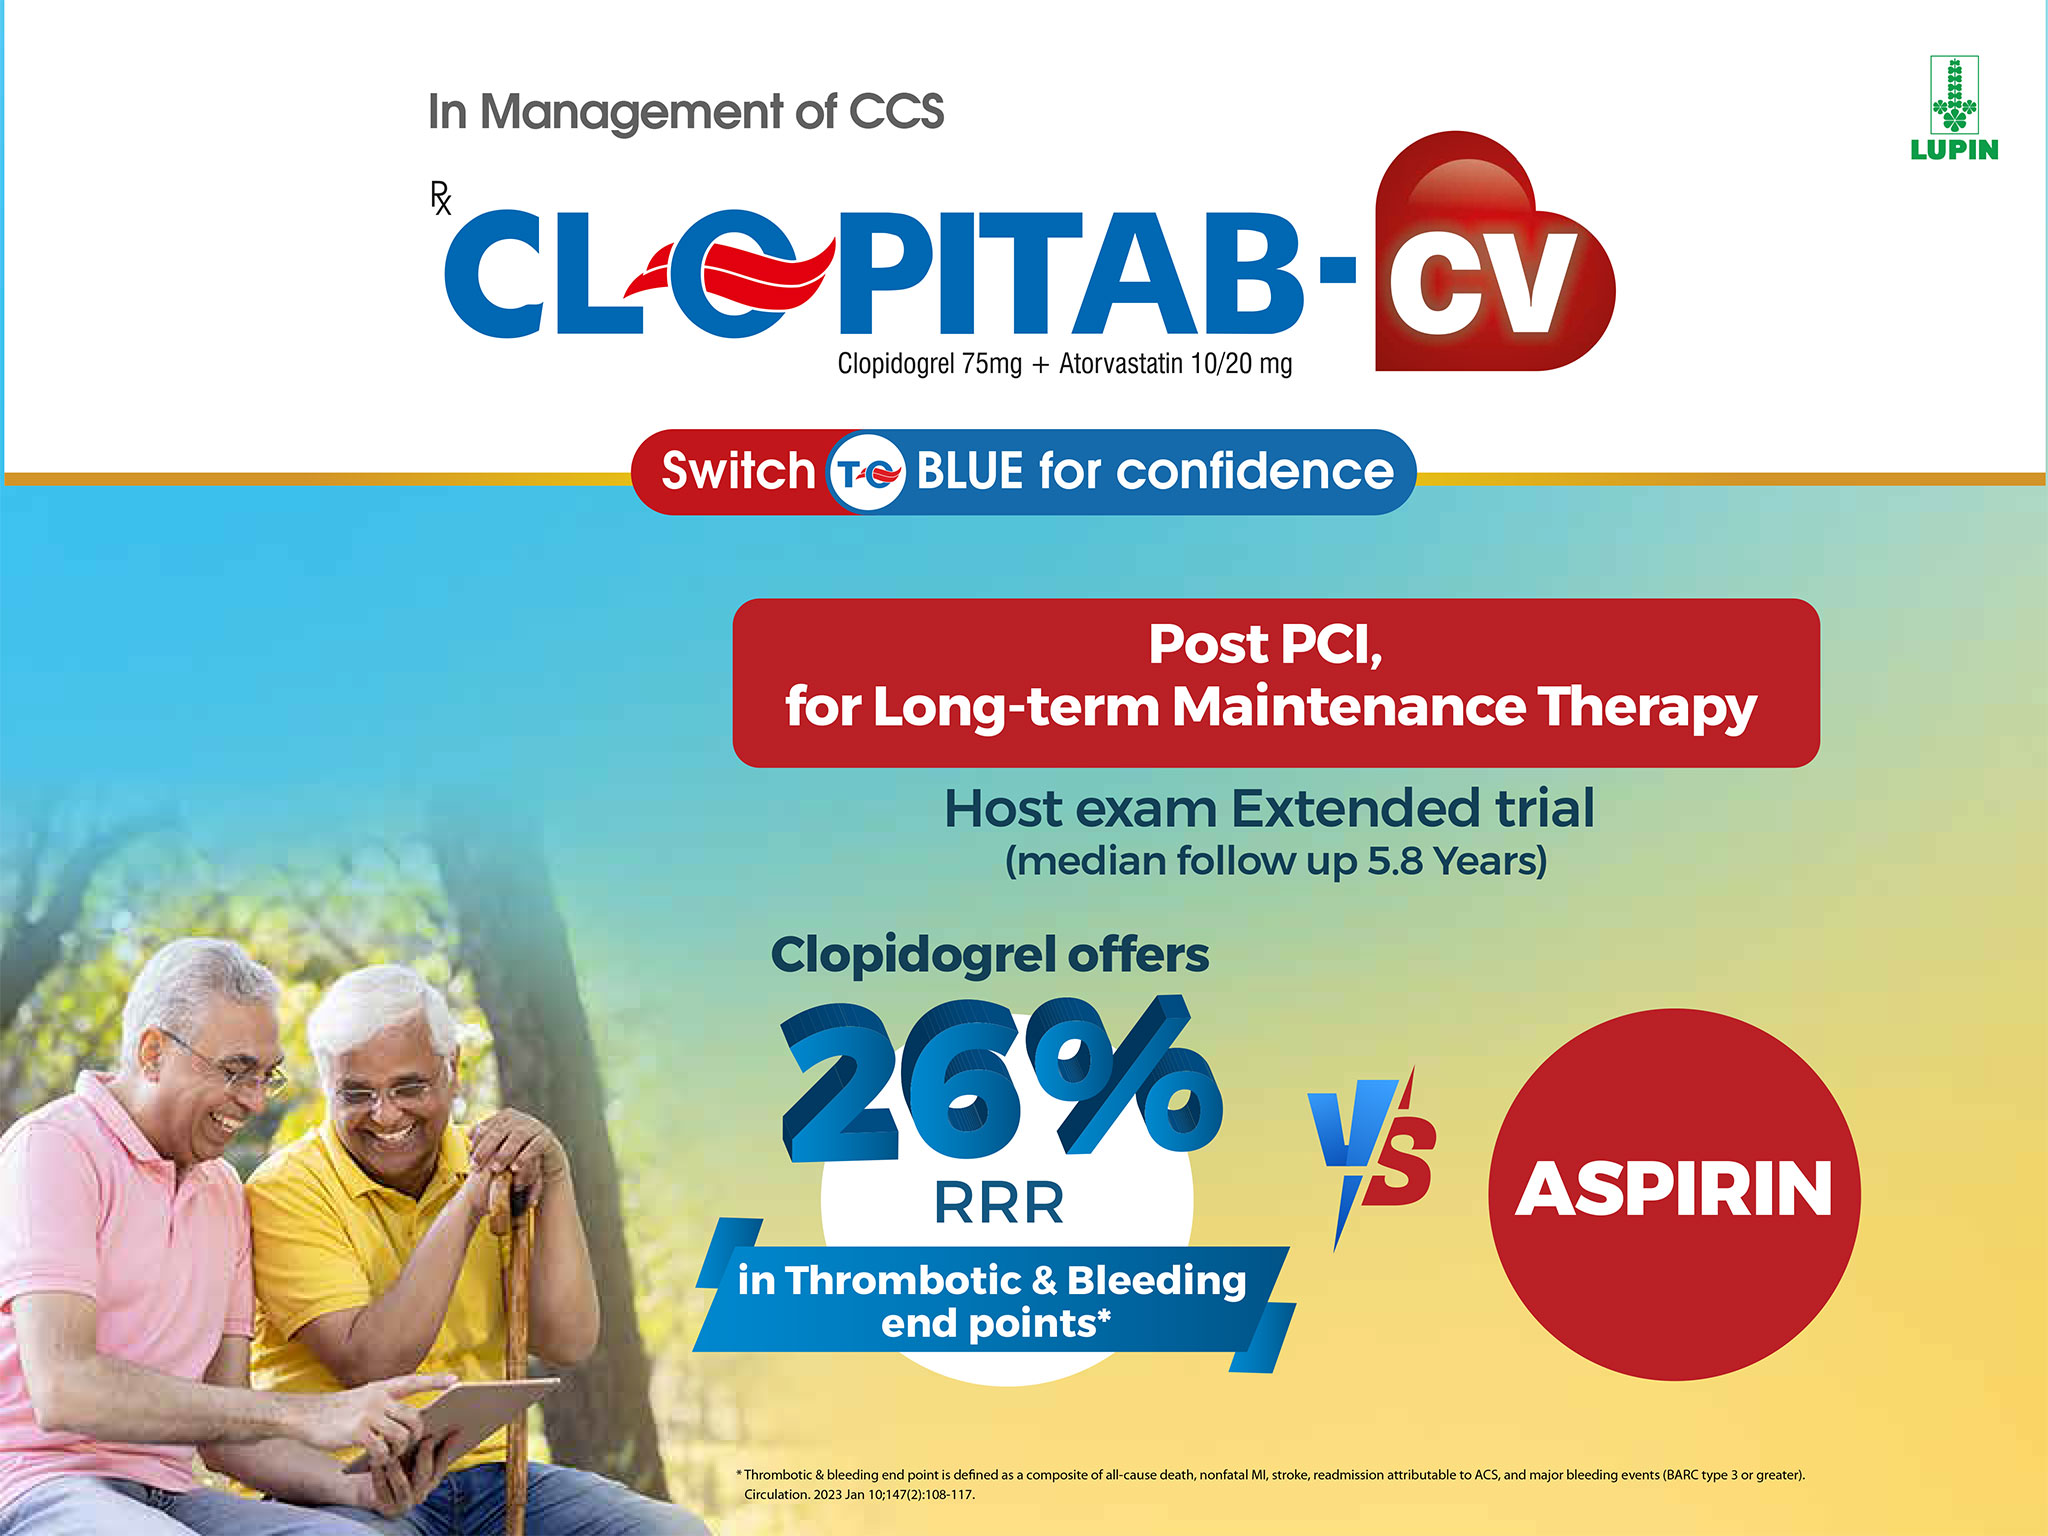 In Management of CCS
LUPIN
Rx
CLOPITAB-CV
Clopidogrel 75mg + Atorvastatin 10/20 mg
Switch TO BLUE for confidence
Post PCI,
for Long-term Maintenance Therapy
Host exam Extended trial
(median follow up 5.8 Years)
Clopidogrel offers
26%
RRR
in Thrombotic & Bleeding
end points*
VS
ASPIRIN
* Thrombotic & bleeding end point is defined as a composite of all-cause death, nonfatal MI, stroke, readmission attributable to ACS, and major bleeding events (BARC type 3 or greater).
Circulation. 2023 Jan 10;147(2):108-117.